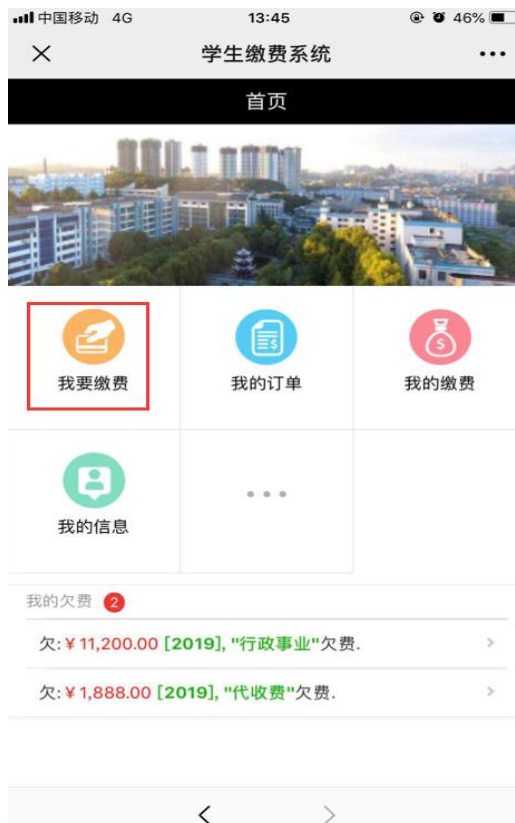 中国移动 4G 13:45 46%
学生缴费系统
首页
我要缴费 我的订单 我的缴费
我的信息
我的欠费 2
欠:¥11,200.00 [2019], "行政事业"欠费.
欠:¥1,888.00 [2019], "代收费"欠费.